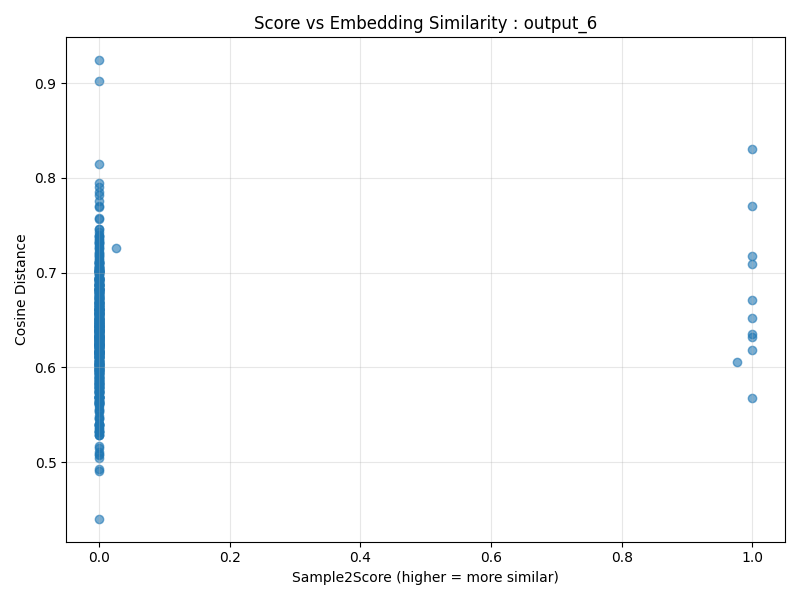 Score vs Embedding Similarity : output_6
0.9
0.8
0.7
0.6
0.5
Cosine Distance
0.0 0.2 0.4 0.6 0.8 1.0
Sample2Score (higher = more similar)